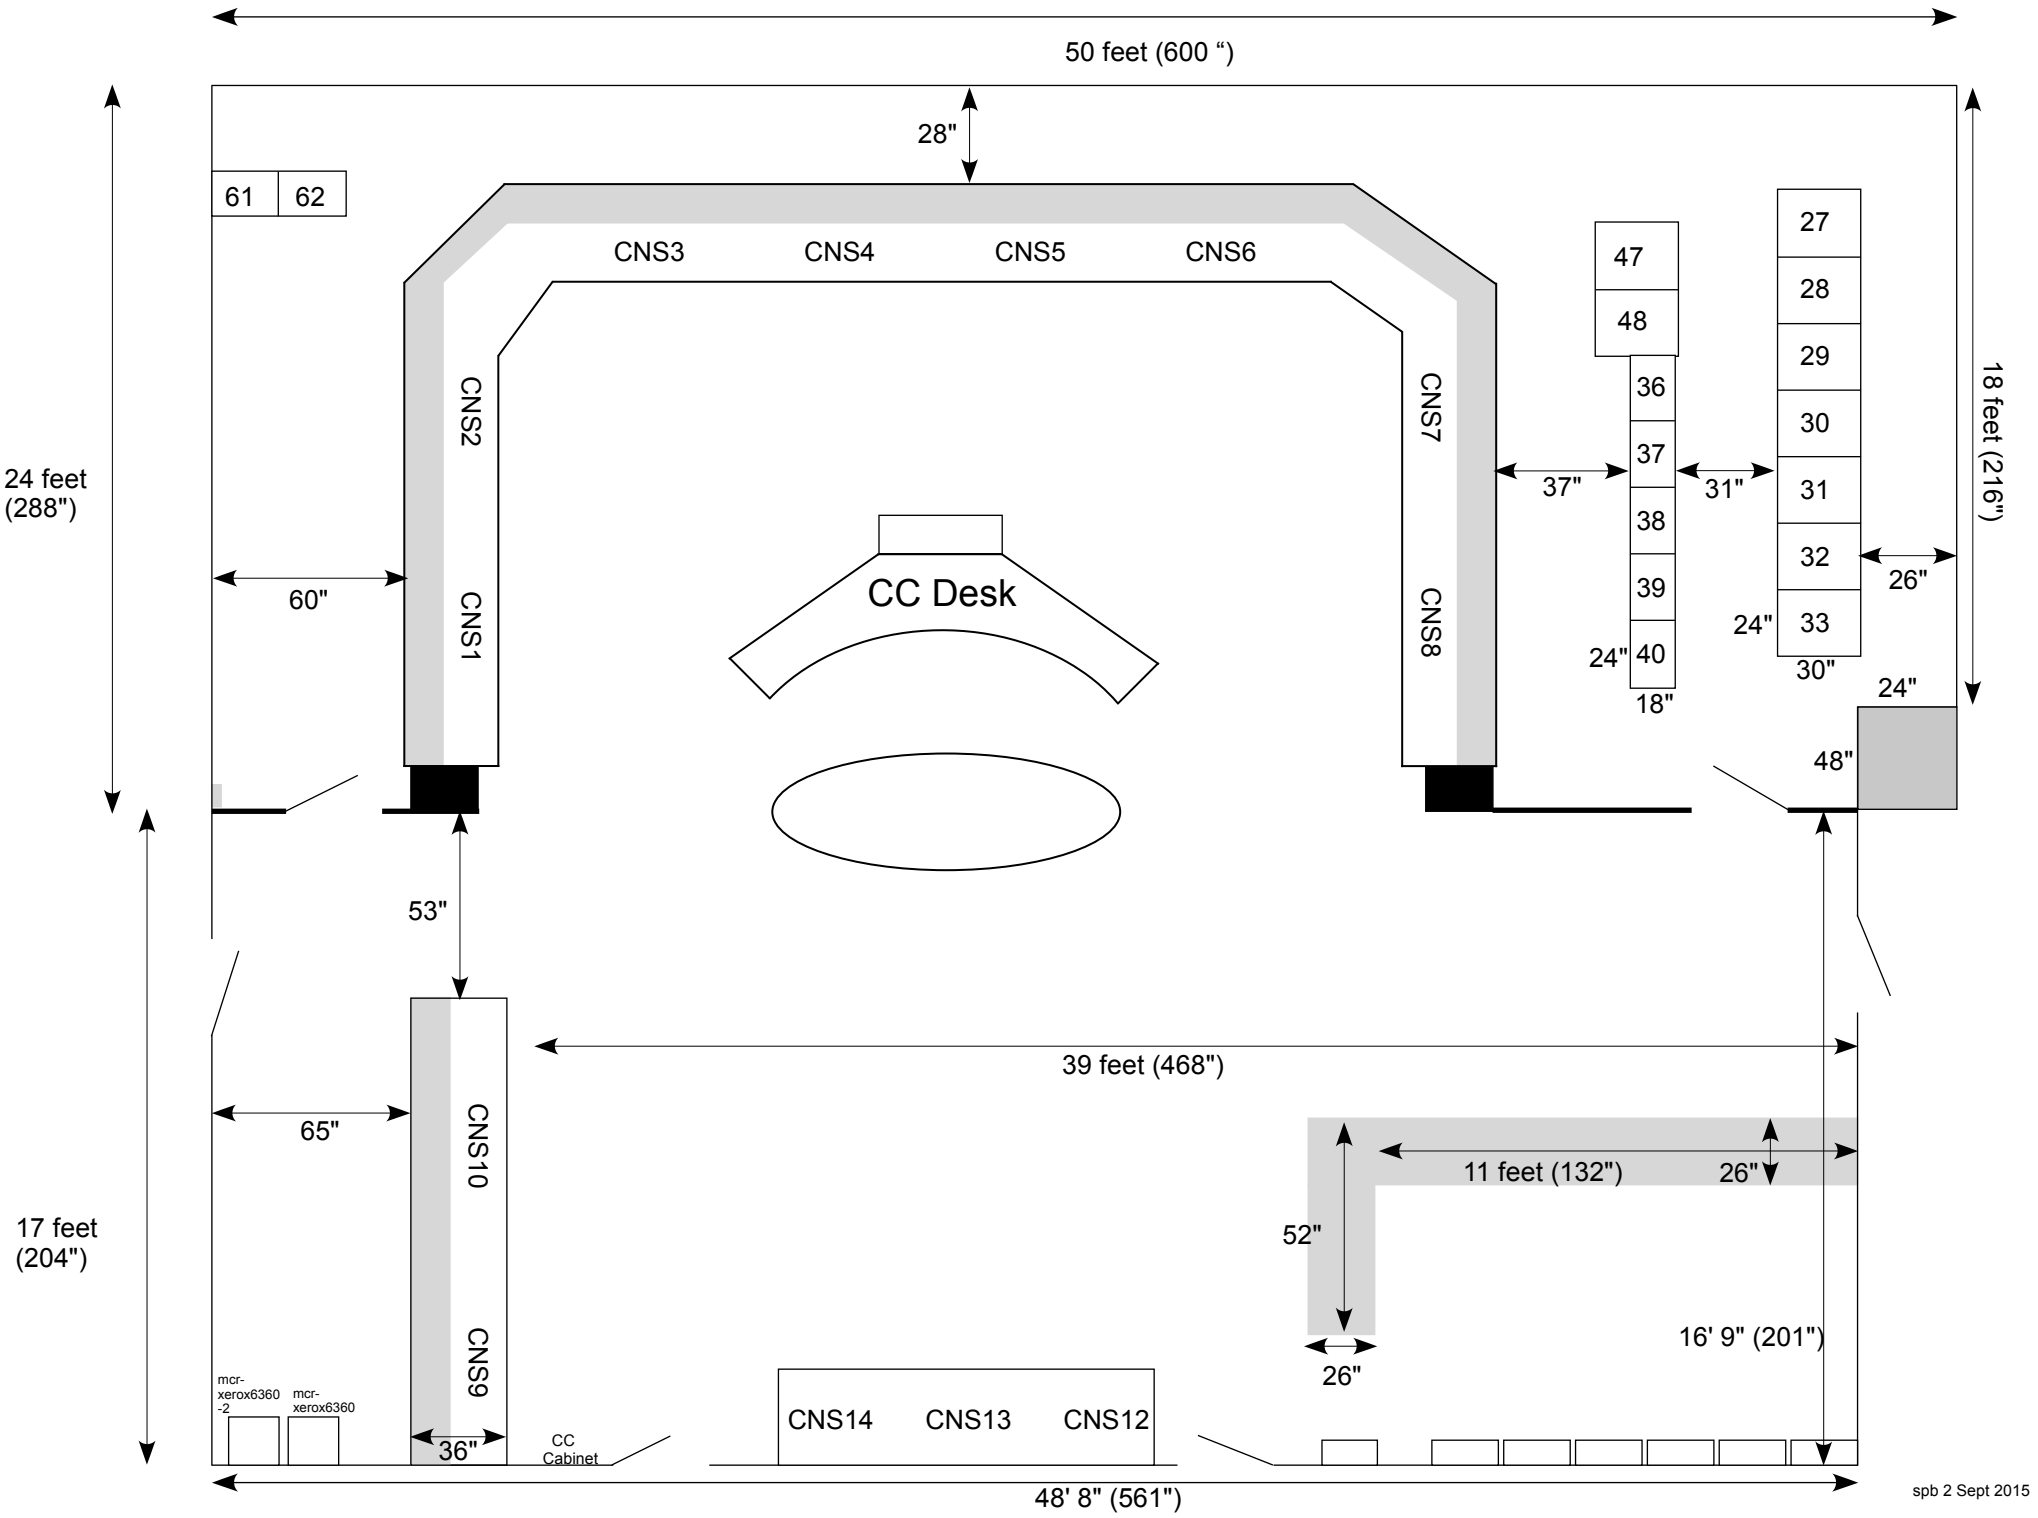 50 feet (600 “)
28"
61
62
27
CNS3
CNS4
CNS5
CNS6
47
28
48
29
36
CNS2
CNS7
30
18 feet (216")
37
24 feet
(288")
37"
31"
31
38
32
26"
60"
CC Desk
39
CNS1
CNS8
24"
33
24"
40
30"
18"
24"
48"
53"
39 feet (468")
65"
CNS10
11 feet (132")
26"
17 feet
(204")
52"
16' 9" (201")
CNS9
26"
mcr-
xerox6360
-2
mcr-
xerox6360
CNS14
CNS13
CNS12
36"
CC
Cabinet
48' 8" (561")
spb 2 Sept 2015